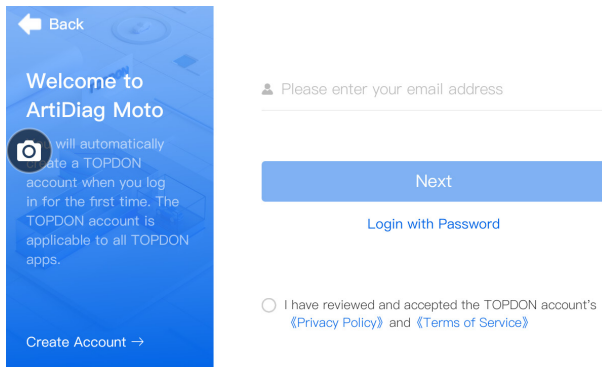 Back
Welcome to
ArtiDiag Moto
You will automatically
create a TOPDON
account when you log
in for the first time. The
TOPDON account is
applicable to all TOPDON
apps.
Create Account →
Please enter your email address
Next
Login with Password
I have reviewed and accepted the TOPDON account's
《Privacy Policy》 and 《Terms of Service》